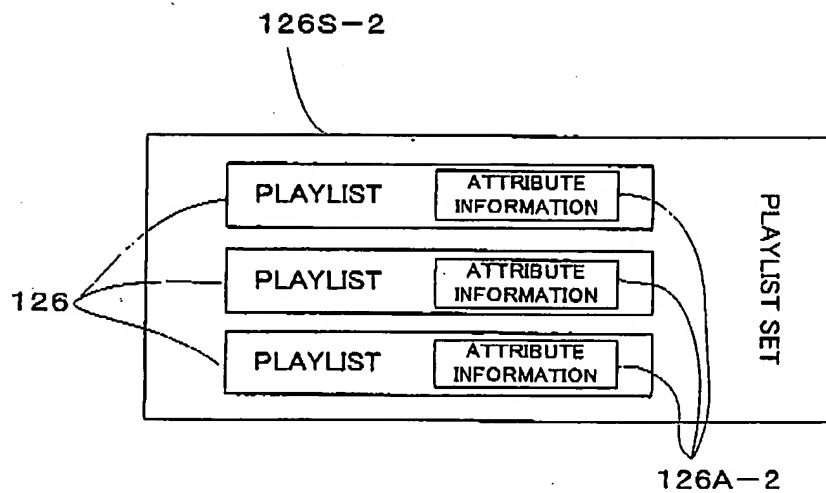 126S-2
PLAYLIST
ATTRIBUTE
INFORMATION
PLAYLIST
ATTRIBUTE
INFORMATION
PLAYLIST
ATTRIBUTE
INFORMATION
PLAYLIST SET
126
126A-2